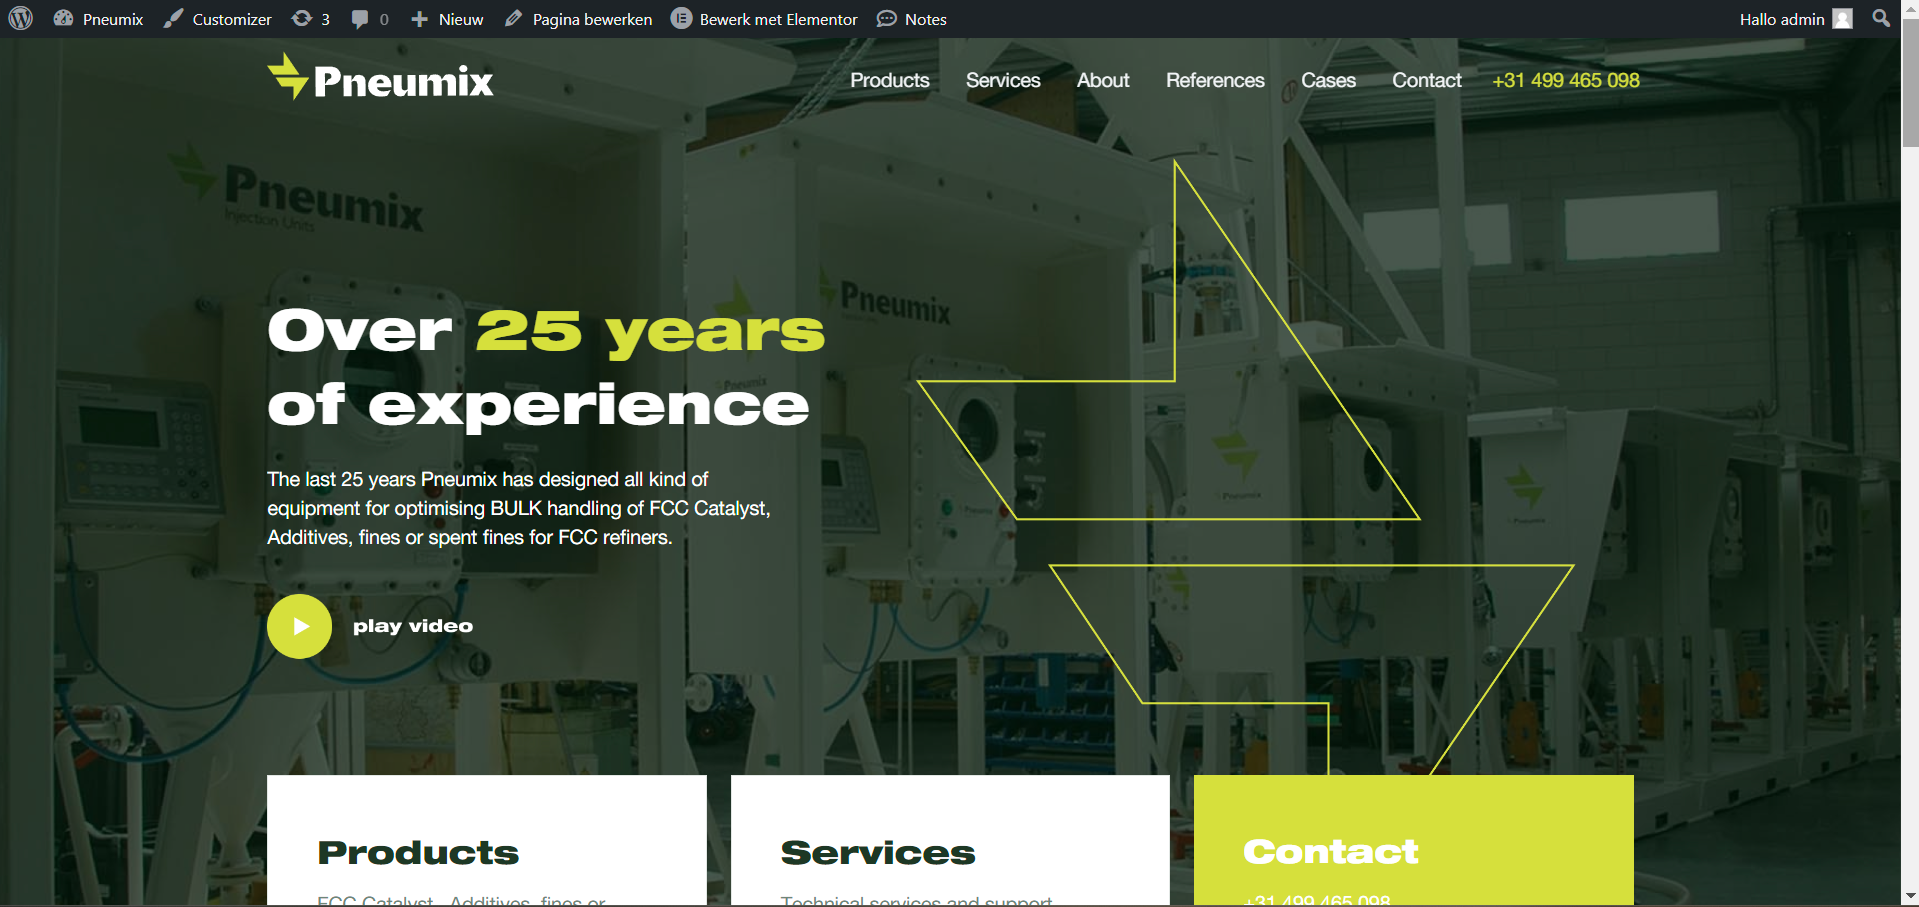 Pneumix Customizer 3 0 Nieuw Pagina bewerken Bewerk met Elementor Notes Hallo admin
Pneumix
Products Services About References Cases Contact +31 499 465 098
Pneumix
Injection Units
Pneumix
Over 25 years
of experience
The last 25 years Pneumix has designed all kind of
equipment for optimising BULK handling of FCC Catalyst,
Additives, fines or spent fines for FCC refiners.
Pneumix
play video
Products
FCC Catalyst, Additives, fines or
Services
Technical services and support
Contact
+31 499 465 098